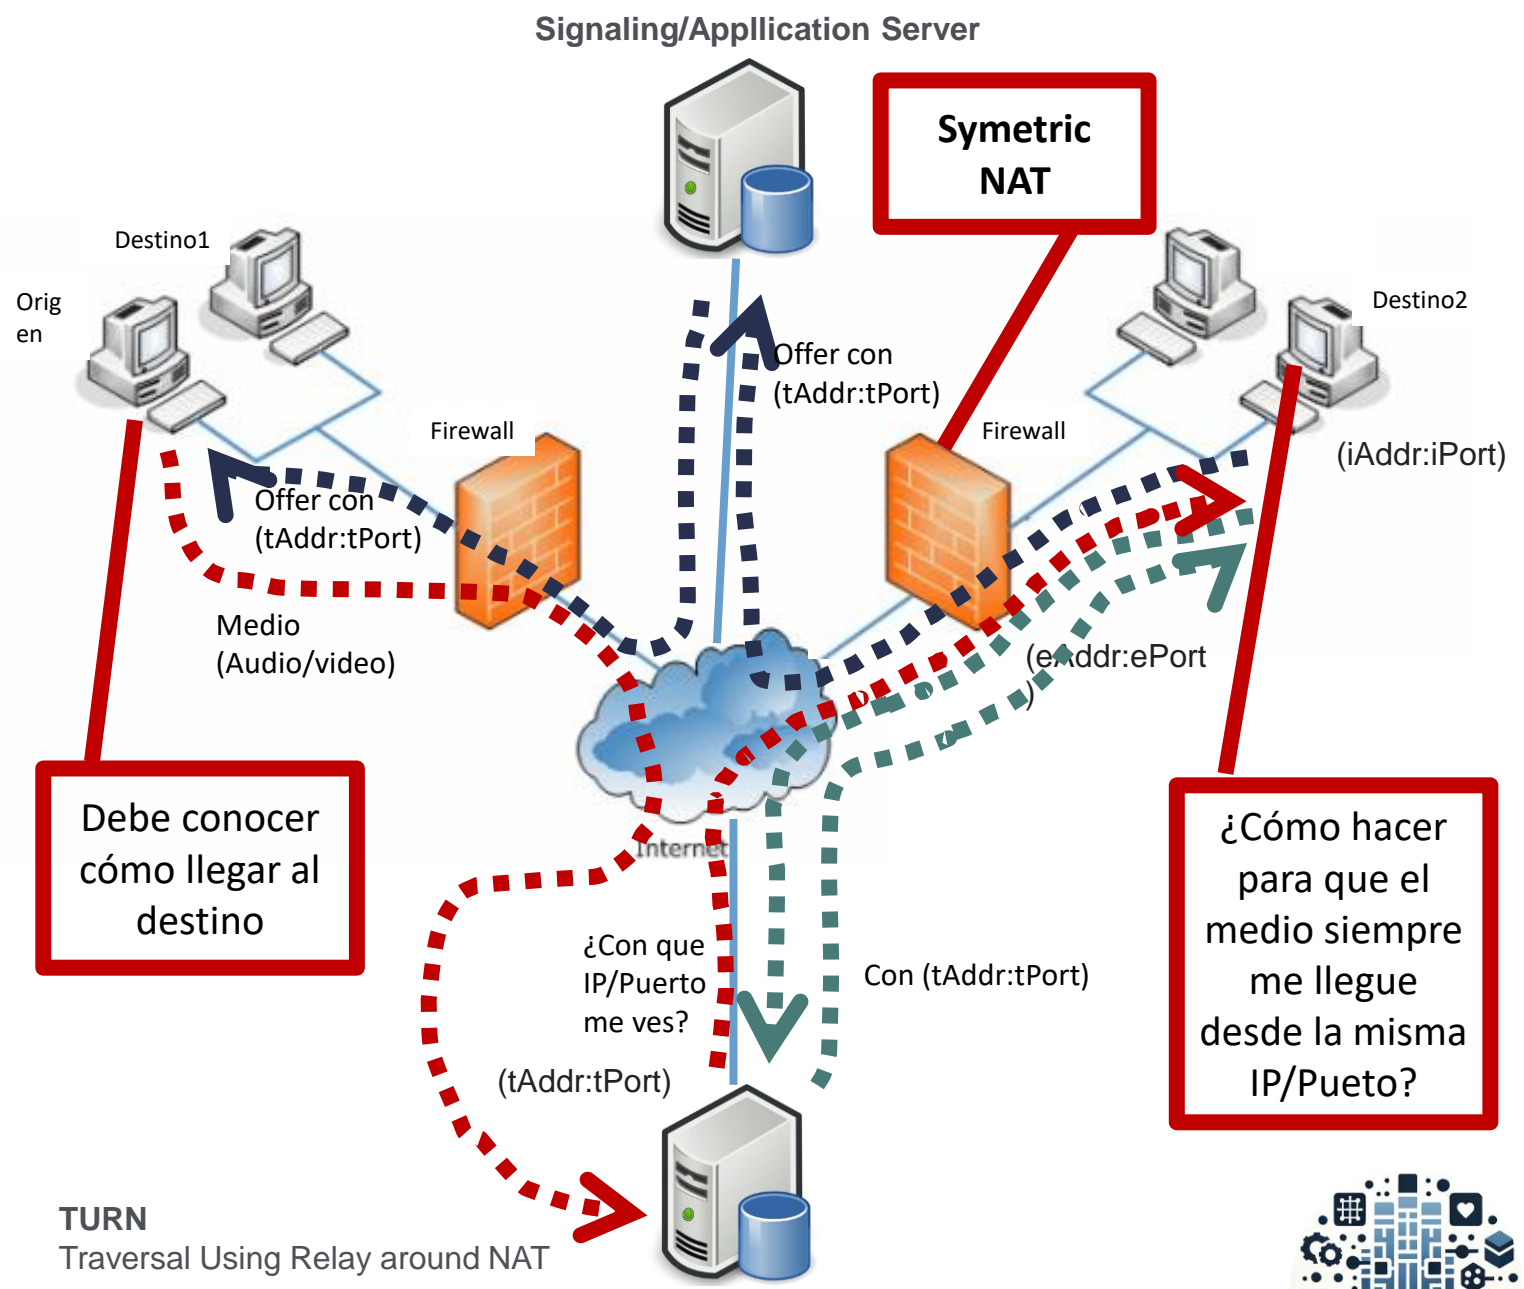 Signaling/Appllication Server
Symetric
NAT
Destino1
Orig
en
Destino2
Offer con
(tAddr:tPort)
Firewall
Firewall
(iAddr:iPort)
Offer con
(tAddr:tPort)
Medio
(Audio/video)
(eAddr:ePort
)
Debe conocer
cómo llegar al
destino
Internet
¿Cómo hacer
para que el
medio siempre
me llegue
desde la misma
IP/Pueto?
¿Con que
IP/Puerto
me ves?
Con (tAddr:tPort)
(tAddr:tPort)
TURN
Traversal Using Relay around NAT